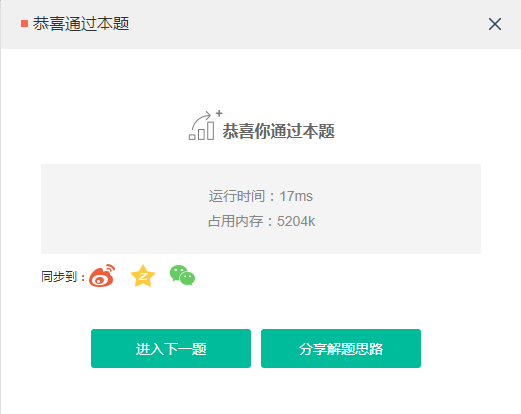 恭喜通过本题
恭喜你通过本题
运行时间：17ms
占用内存：5204k
同步到：
进入下一题 分享解题思路